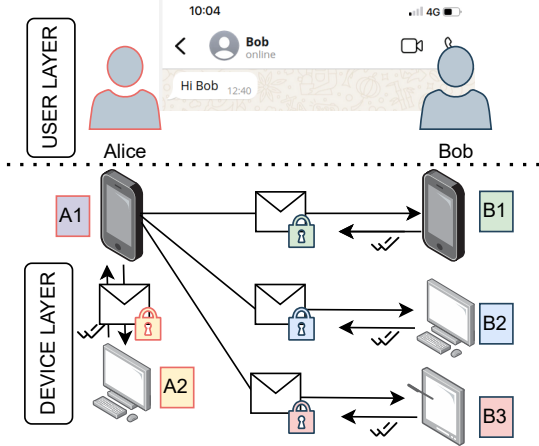 10:04
4G
Bob
online
Hi Bob 12:40
USER LAYER
Alice
Bob
A1
B1
DEVICE LAYER
B2
A2
B3